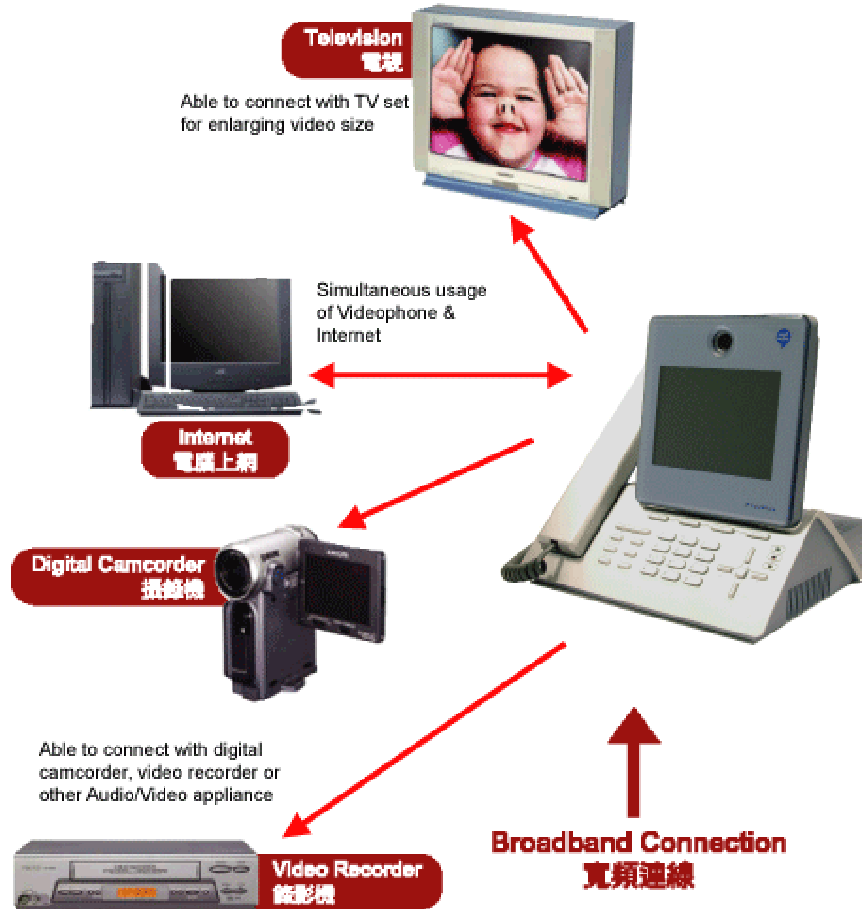 Television
電視
Able to connect with TV set
for enlarging video size
Simultaneous usage
of Videophone &
Internet
Internet
電腦上網
Digital Camcorder
攝錄機
Able to connect with digital
camcorder, video recorder or
other Audio/Video appliance
Video Recorder
錄影機
Broadband Connection
寬頻連線